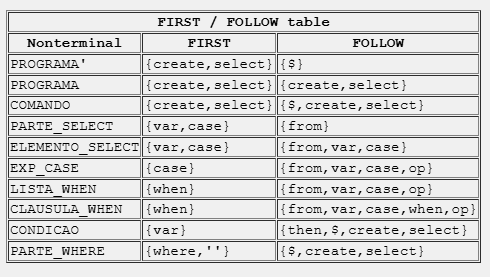 FIRST / FOLLOW table
Nonterminal FIRST FOLLOW
PROGRAMA' {create,select} {$}
PROGRAMA {create,select} {create,select}
COMANDO {create,select} {$,create,select}
PARTE_SELECT {var,case} {from}
ELEMENTO_SELECT {var,case} {from,var,case}
EXP_CASE {case} {from,var,case,op}
LISTA_WHEN {when} {from,var,case,op}
CLAUSULA_WHEN {when} {from,var,case,when,op}
CONDICAO {var} {then,$,create,select}
PARTE_WHERE {where,''} {$,create,select}